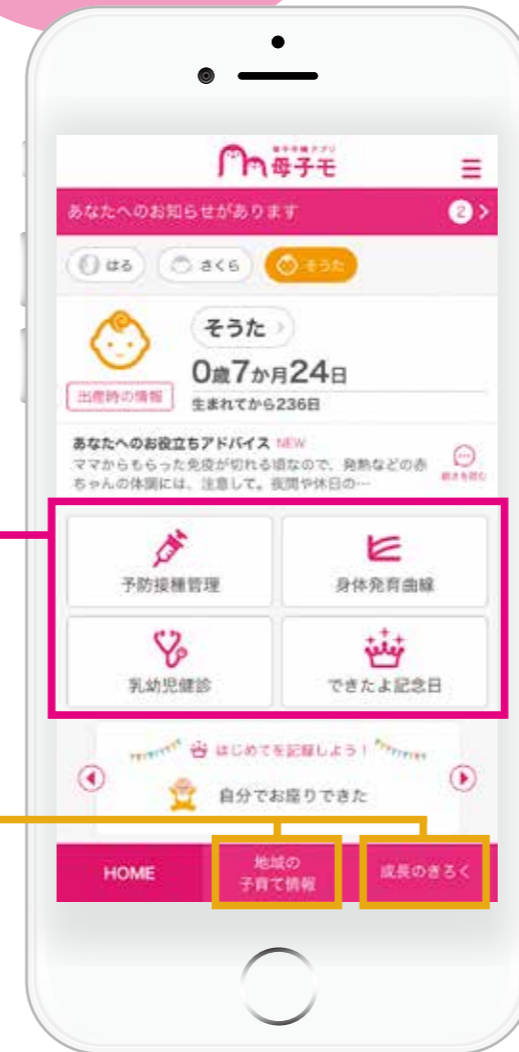 母子手帳アプリ
母子モ
あなたへのお知らせがあります
2
はる
さくら
そうた
そうた
0歳7か月24日
出産時の情報
生まれてから236日
あなたへのお役立ちアドバイス NEW
ママからもらった免疫が切れる頃なので、発熱などの赤
ちゃんの体調には、注意して。夜間や休日の…
続きを読む
予防接種管理
身体発育曲線
乳幼児健診
できたよ記念日
はじめてを記録しよう!
自分でお座りできた
HOME
地域の
子育て情報
成長のきろく